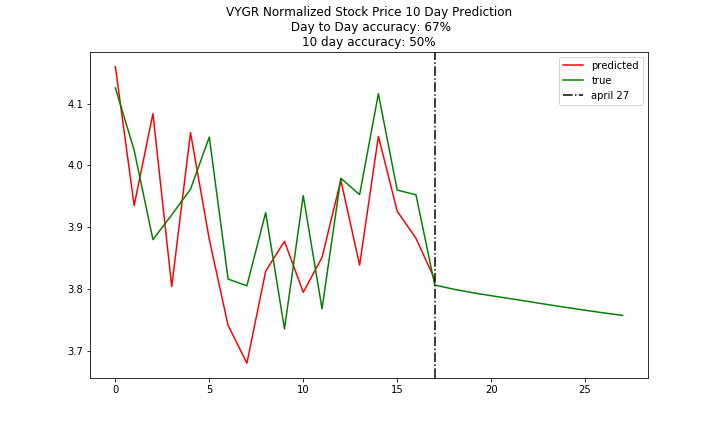 VYGR Normalized Stock Price 10 Day Prediction
Day to Day accuracy: 67%
10 day accuracy: 50%
predicted
true
april 27
4.1
4.0
3.9
3.8
3.7
0 5 10 15 20 25